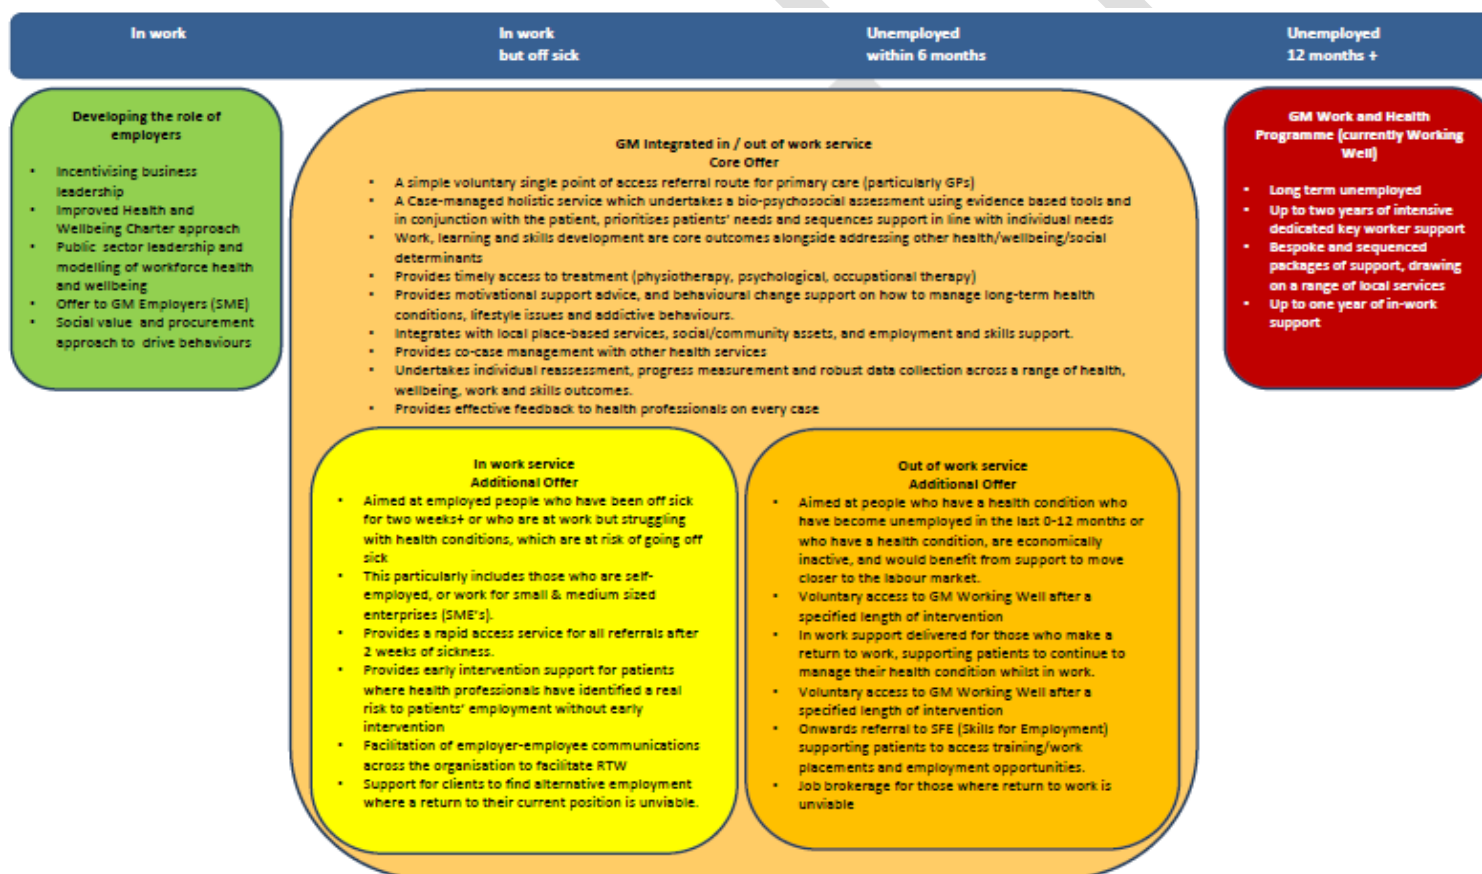 In work
In work
but off sick
Unemployed
within 6 months
Unemployed
12 months +
Developing the role of
employers
• Incentivising business
leadership
• Improved Health and
Wellbeing Charter approach
• Public sector leadership and
modelling of workforce health
and wellbeing
• Offer to GM Employers (SME)
• Social value and procurement
approach to drive behaviours
GM Integrated in / out of work service
Core Offer
• A simple voluntary single point of access referral route for primary care (particularly GPs)
• A Case-managed holistic service which undertakes a bio-psychosocial assessment using evidence based tools and
in conjunction with the patient, prioritises patients' needs and sequences support in line with individual needs
• Work, learning and skills development are core outcomes alongside addressing other health/wellbeing/social
determinants
• Provides timely access to treatment (physiotherapy, psychological, occupational therapy)
• Provides motivational support advice, and behavioural change support on how to manage long-term health
conditions, lifestyle issues and addictive behaviours.
• Integrates with local place-based services, social/community assets, and employment and skills support.
• Provides co-case management with other health services
• Undertakes individual reassessment, progress measurement and robust data collection across a range of health,
wellbeing, work and skills outcomes.
• Provides effective feedback to health professionals on every case
In work service
Additional Offer
• Aimed at employed people who have been off sick
for two weeks+ or who are at work but struggling
with health conditions, which are at risk of going off
sick
• This particularly includes those who are self-
employed, or work for small & medium sized
enterprises (SME's).
• Provides a rapid access service for all referrals after
2 weeks of sickness.
• Provides early intervention support for patients
where health professionals have identified a real
risk to patients' employment without early
intervention
• Facilitation of employer-employee communications
across the organisation to facilitate RTW
• Support for clients to find alternative employment
where a return to their current position is unviable.
Out of work service
Additional Offer
• Aimed at people who have a health condition who
have become unemployed in the last 0-12 months or
who have a health condition, are economically
inactive, and would benefit from support to move
closer to the labour market.
• Voluntary access to GM Working Well after a
specified length of intervention
• In work support delivered for those who make a
return to work, supporting patients to continue to
manage their health condition whilst in work.
• Voluntary access to GM Working Well after a
specified length of intervention
• Onwards referral to SFE (Skills for Employment)
supporting patients to access training/work
placements and employment opportunities.
• Job brokerage for those where return to work is
unviable
GM Work and Health
Programme (currently Working
Well)
• Long term unemployed
• Up to two years of intensive
dedicated key worker support
• Bespoke and sequenced
packages of support, drawing
on a range of local services
• Up to one year of in-work
support